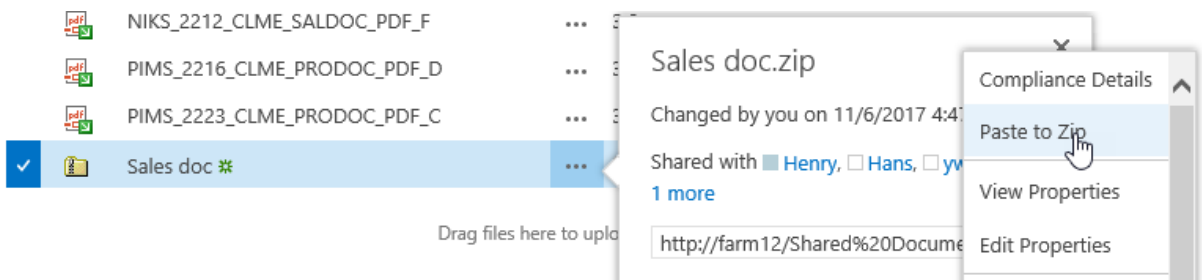 NIKS_2212_CLME_SALDOC_PDF_F ...
PIMS_2216_CLME_PRODOC_PDF_D ...
PIMS_2223_CLME_PRODOC_PDF_C ...
Sales doc ...
Drag files here to uplo
Sales doc.zip
Changed by you on 11/6/2017 4:4
Shared with Henry, Hans, yw
1 more
http://farm12/Shared%20Docume
Compliance Details
Paste to Zip
View Properties
Edit Properties